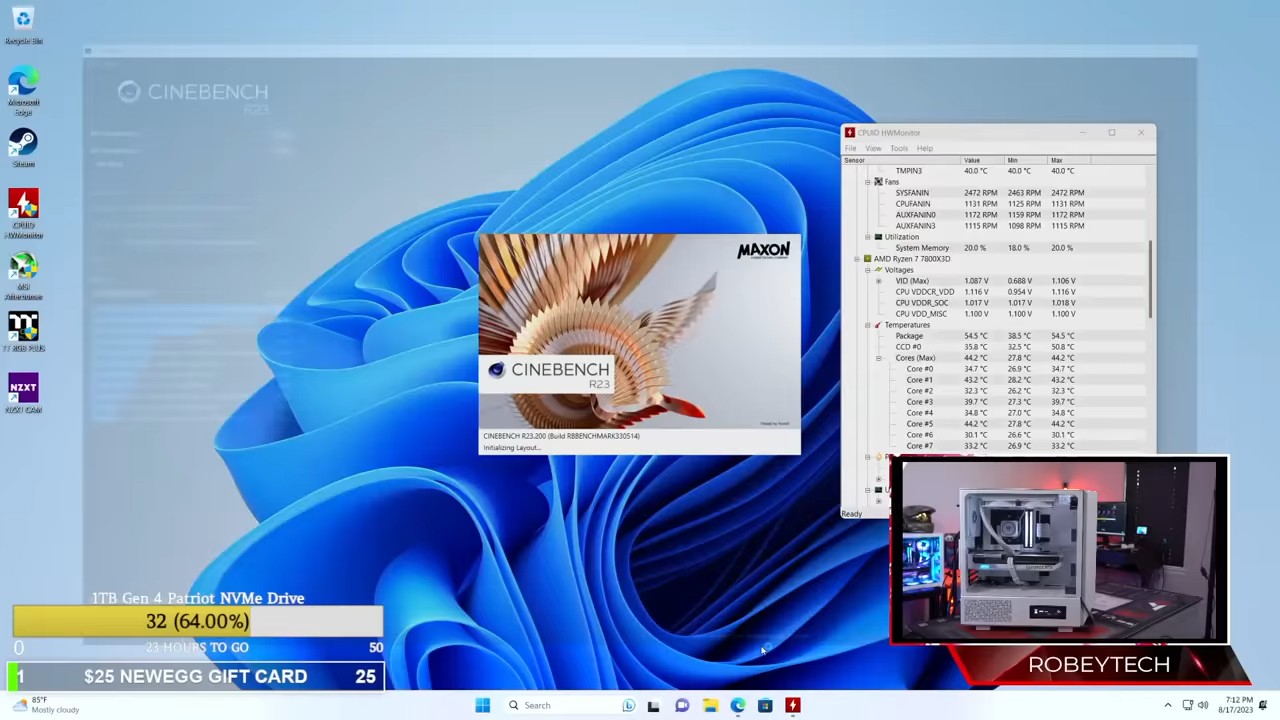 Recycle Bin
Microsoft
Edge
Steam
CPUID
HWMonitor
MSI
Afterburner
TT RGB PLUS
NZXT
NZXT CAM
CINEBENCH
R23
MAXON
CINEBENCH
R23
CINEBENCH R23.200 (Build RBBENCHMARK330514)
Initializing Layout...
CPUID HWMonitor
File View Tools Help
Sensor Value Min Max
TMPIN3 40.0 °C 40.0 °C 40.0 °C
Fans
SYSFANIN 2472 RPM 2463 RPM 2472 RPM
CPUFANIN 1131 RPM 1125 RPM 1131 RPM
AUXFANIN0 1172 RPM 1159 RPM 1172 RPM
AUXFANIN3 1115 RPM 1098 RPM 1115 RPM
Utilization
System Memory 20.0 % 18.0 % 20.0 %
AMD Ryzen 7 7800X3D
Voltages
VID (Max) 1.087 V 0.688 V 1.106 V
CPU VDDCR_VDD 1.116 V 0.954 V 1.116 V
CPU VDDR_SOC 1.017 V 1.017 V 1.018 V
CPU VDD_MISC 1.100 V 1.100 V 1.100 V
Temperatures
Package 54.5 °C 38.5 °C 54.5 °C
CCD #0 35.8 °C 32.5 °C 50.8 °C
Cores (Max) 44.2 °C 27.8 °C 44.2 °C
Core #0 34.7 °C 26.9 °C 34.7 °C
Core #1 43.2 °C 28.2 °C 43.2 °C
Core #2 32.3 °C 26.2 °C 32.3 °C
Core #3 39.7 °C 27.3 °C 39.7 °C
Core #4 34.8 °C 27.0 °C 34.8 °C
Core #5 44.2 °C 27.8 °C 44.2 °C
Core #6 30.1 °C 26.6 °C 30.1 °C
Core #7 33.2 °C 26.9 °C 33.2 °C
Ready
1TB Gen 4 Patriot NVMe Drive
32 (64.00%)
0 23 HOURS TO GO 50
1 $25 NEWEGG GIFT CARD 25
ROBEYTECH
85°F
Mostly cloudy
Search
7:12 PM
8/17/2023